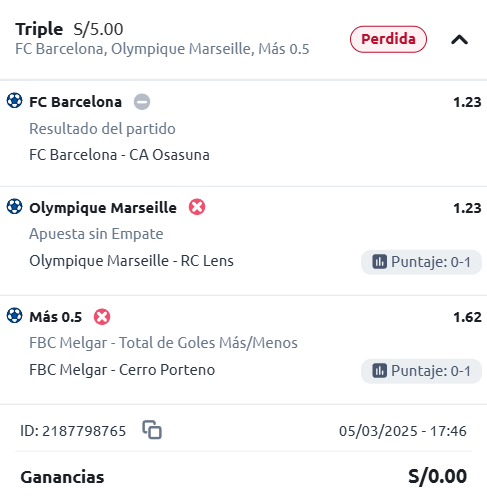 Triple S/5.00
Perdida
FC Barcelona, Olympique Marseille, Más 0.5
FC Barcelona 1.23
Resultado del partido
FC Barcelona - CA Osasuna
Olympique Marseille 1.23
Apuesta sin Empate
Olympique Marseille - RC Lens Puntaje: 0-1
Más 0.5 1.62
FBC Melgar - Total de Goles Más/Menos
FBC Melgar - Cerro Porteno Puntaje: 0-1
ID: 2187798765 05/03/2025 - 17:46
Ganancias S/0.00